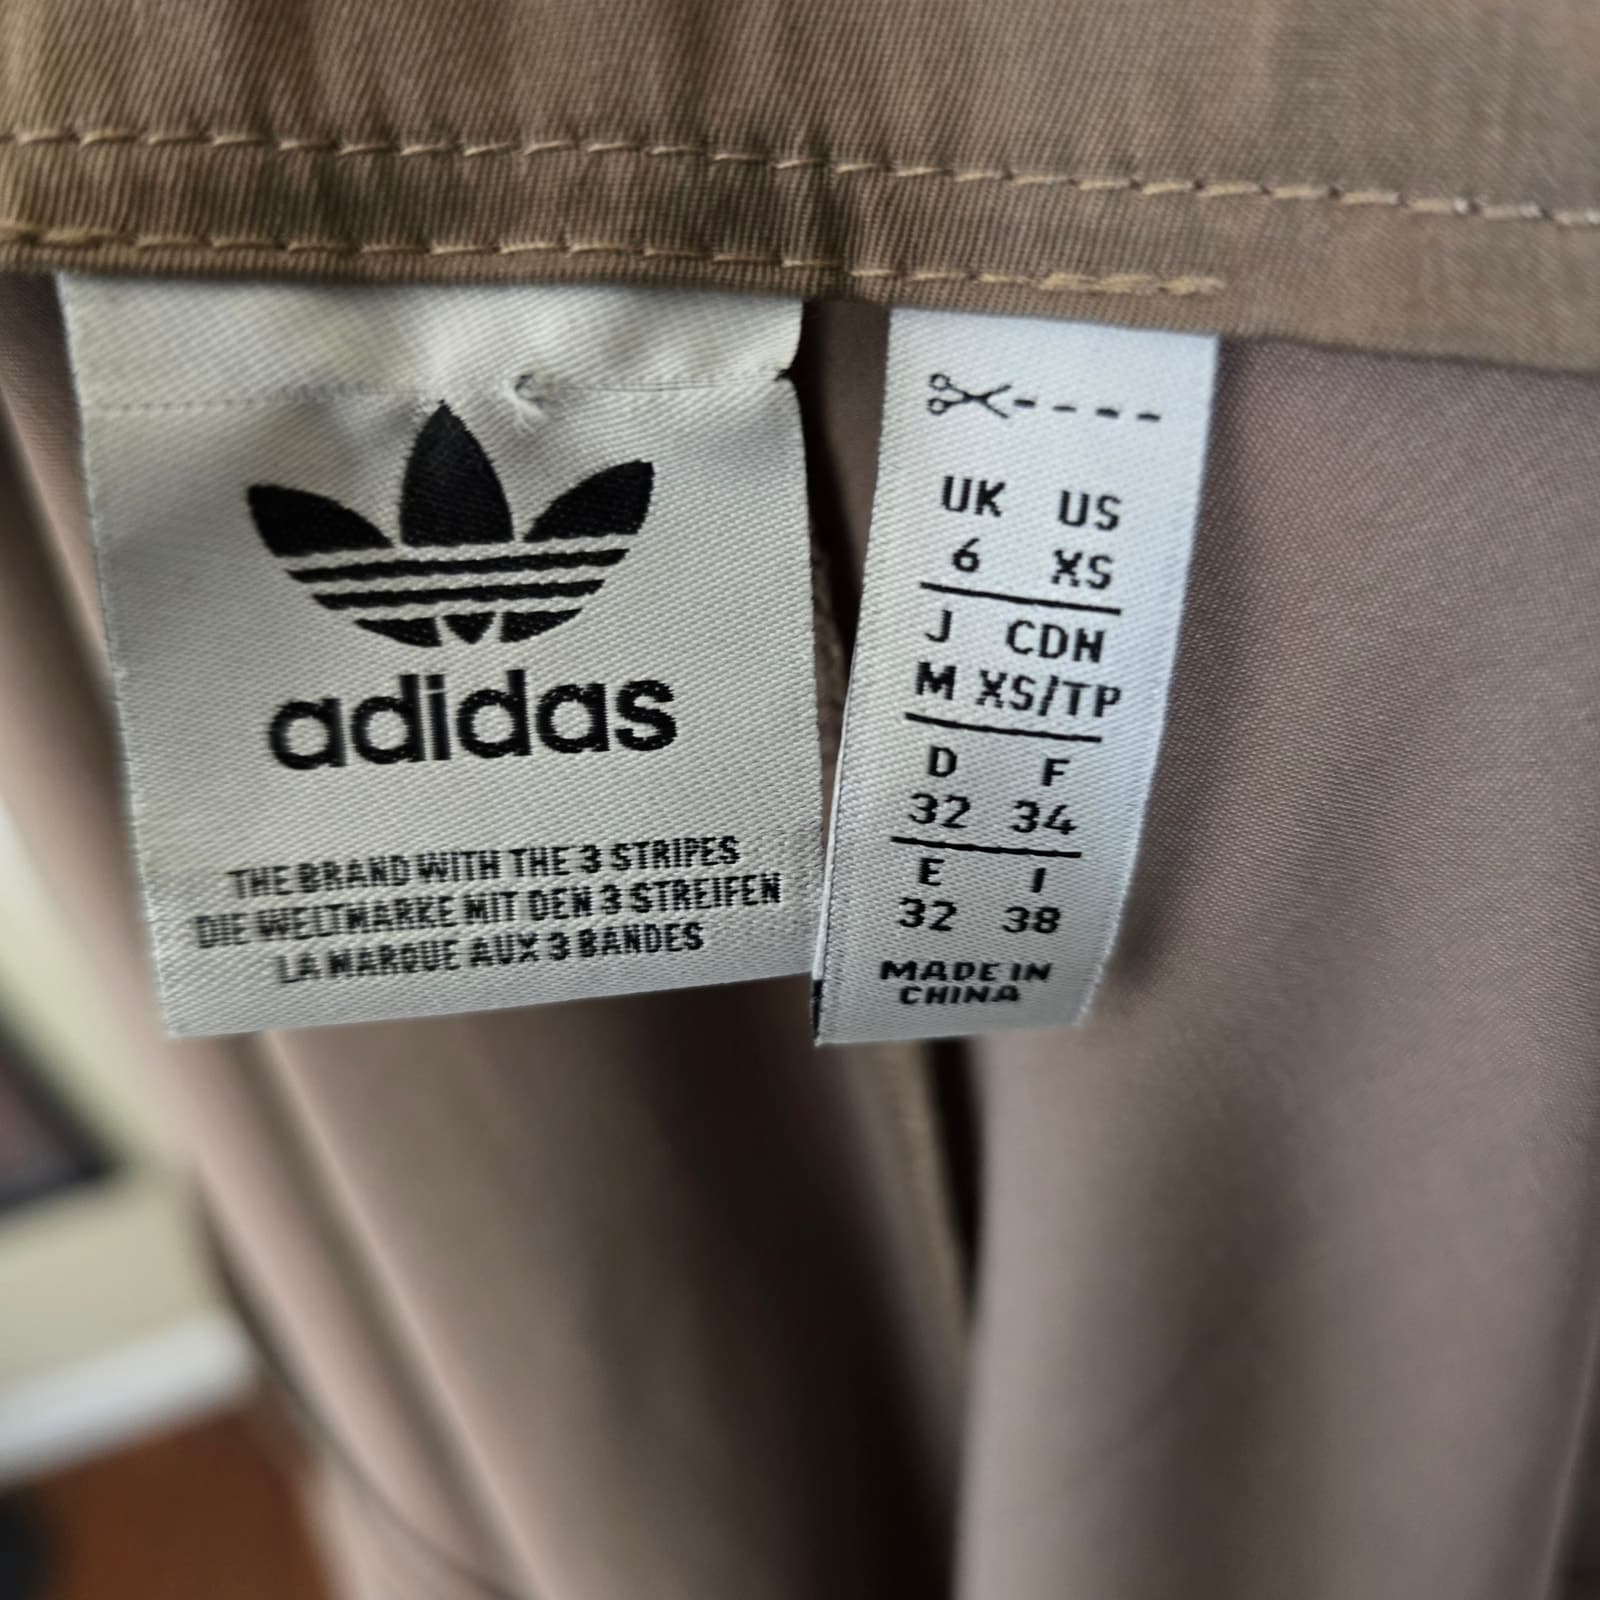 adidas
THE BRAND WITH THE 3 STRIPES
DIE WELTMARKE MIT DEN 3 STREIFEN
LA MARQUE AUX 3 BANDES
UK US
6 XS
J CDN
M XS/TP
D F
32 34
E I
32 38
MADE IN
CHINA